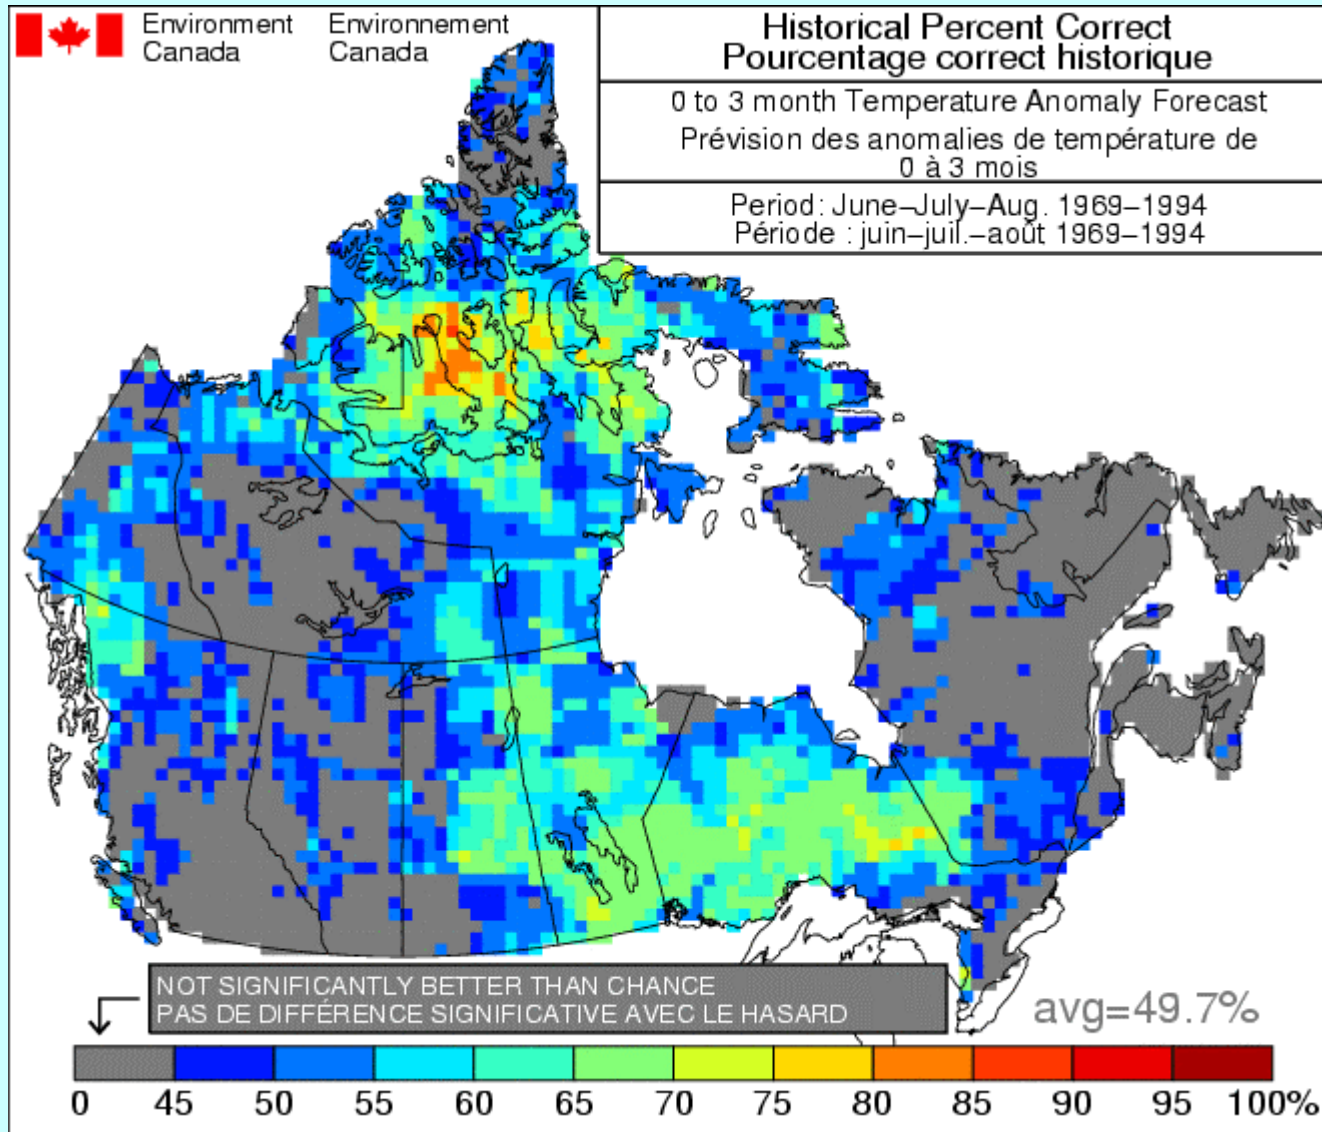 Environment Canada
Environnement Canada
Historical Percent Correct
Pourcentage correct historique
0 to 3 month Temperature Anomaly Forecast
Prévision des anomalies de température de
0 à 3 mois
Period: June–July–Aug. 1969–1994
Période : juin–juil.–août 1969–1994
NOT SIGNIFICANTLY BETTER THAN CHANCE
PAS DE DIFFÉRENCE SIGNIFICATIVE AVEC LE HASARD
avg=49.7%
0 45 50 55 60 65 70 75 80 85 90 95 100%